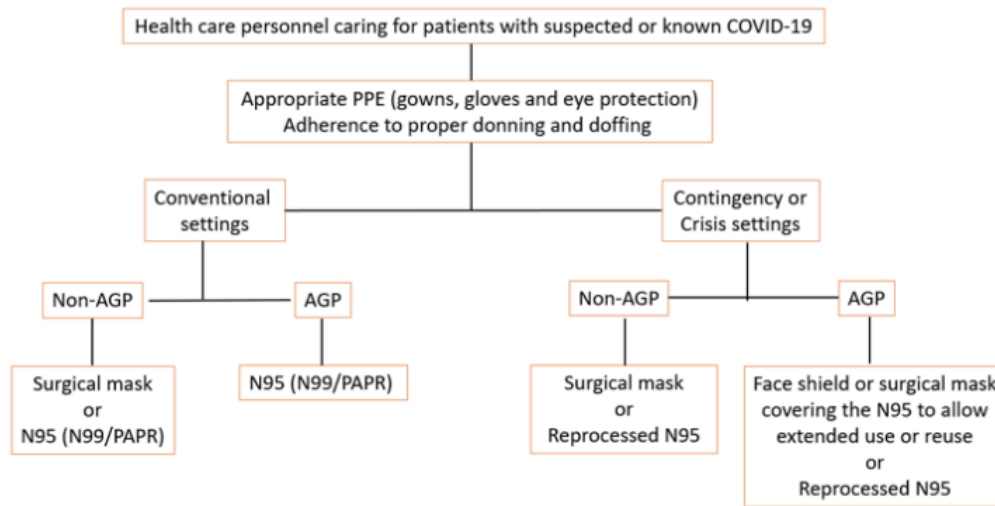 Health care personnel caring for patients with suspected or known COVID-19
Appropriate PPE (gowns, gloves and eye protection)
Adherence to proper donning and doffing
Conventional
settings
Contingency or
Crisis settings
Non-AGP
AGP
Non-AGP
AGP
Surgical mask
or
N95 (N99/PAPR)
N95 (N99/PAPR)
Surgical mask
or
Reprocessed N95
Face shield or surgical mask
covering the N95 to allow
extended use or reuse
or
Reprocessed N95